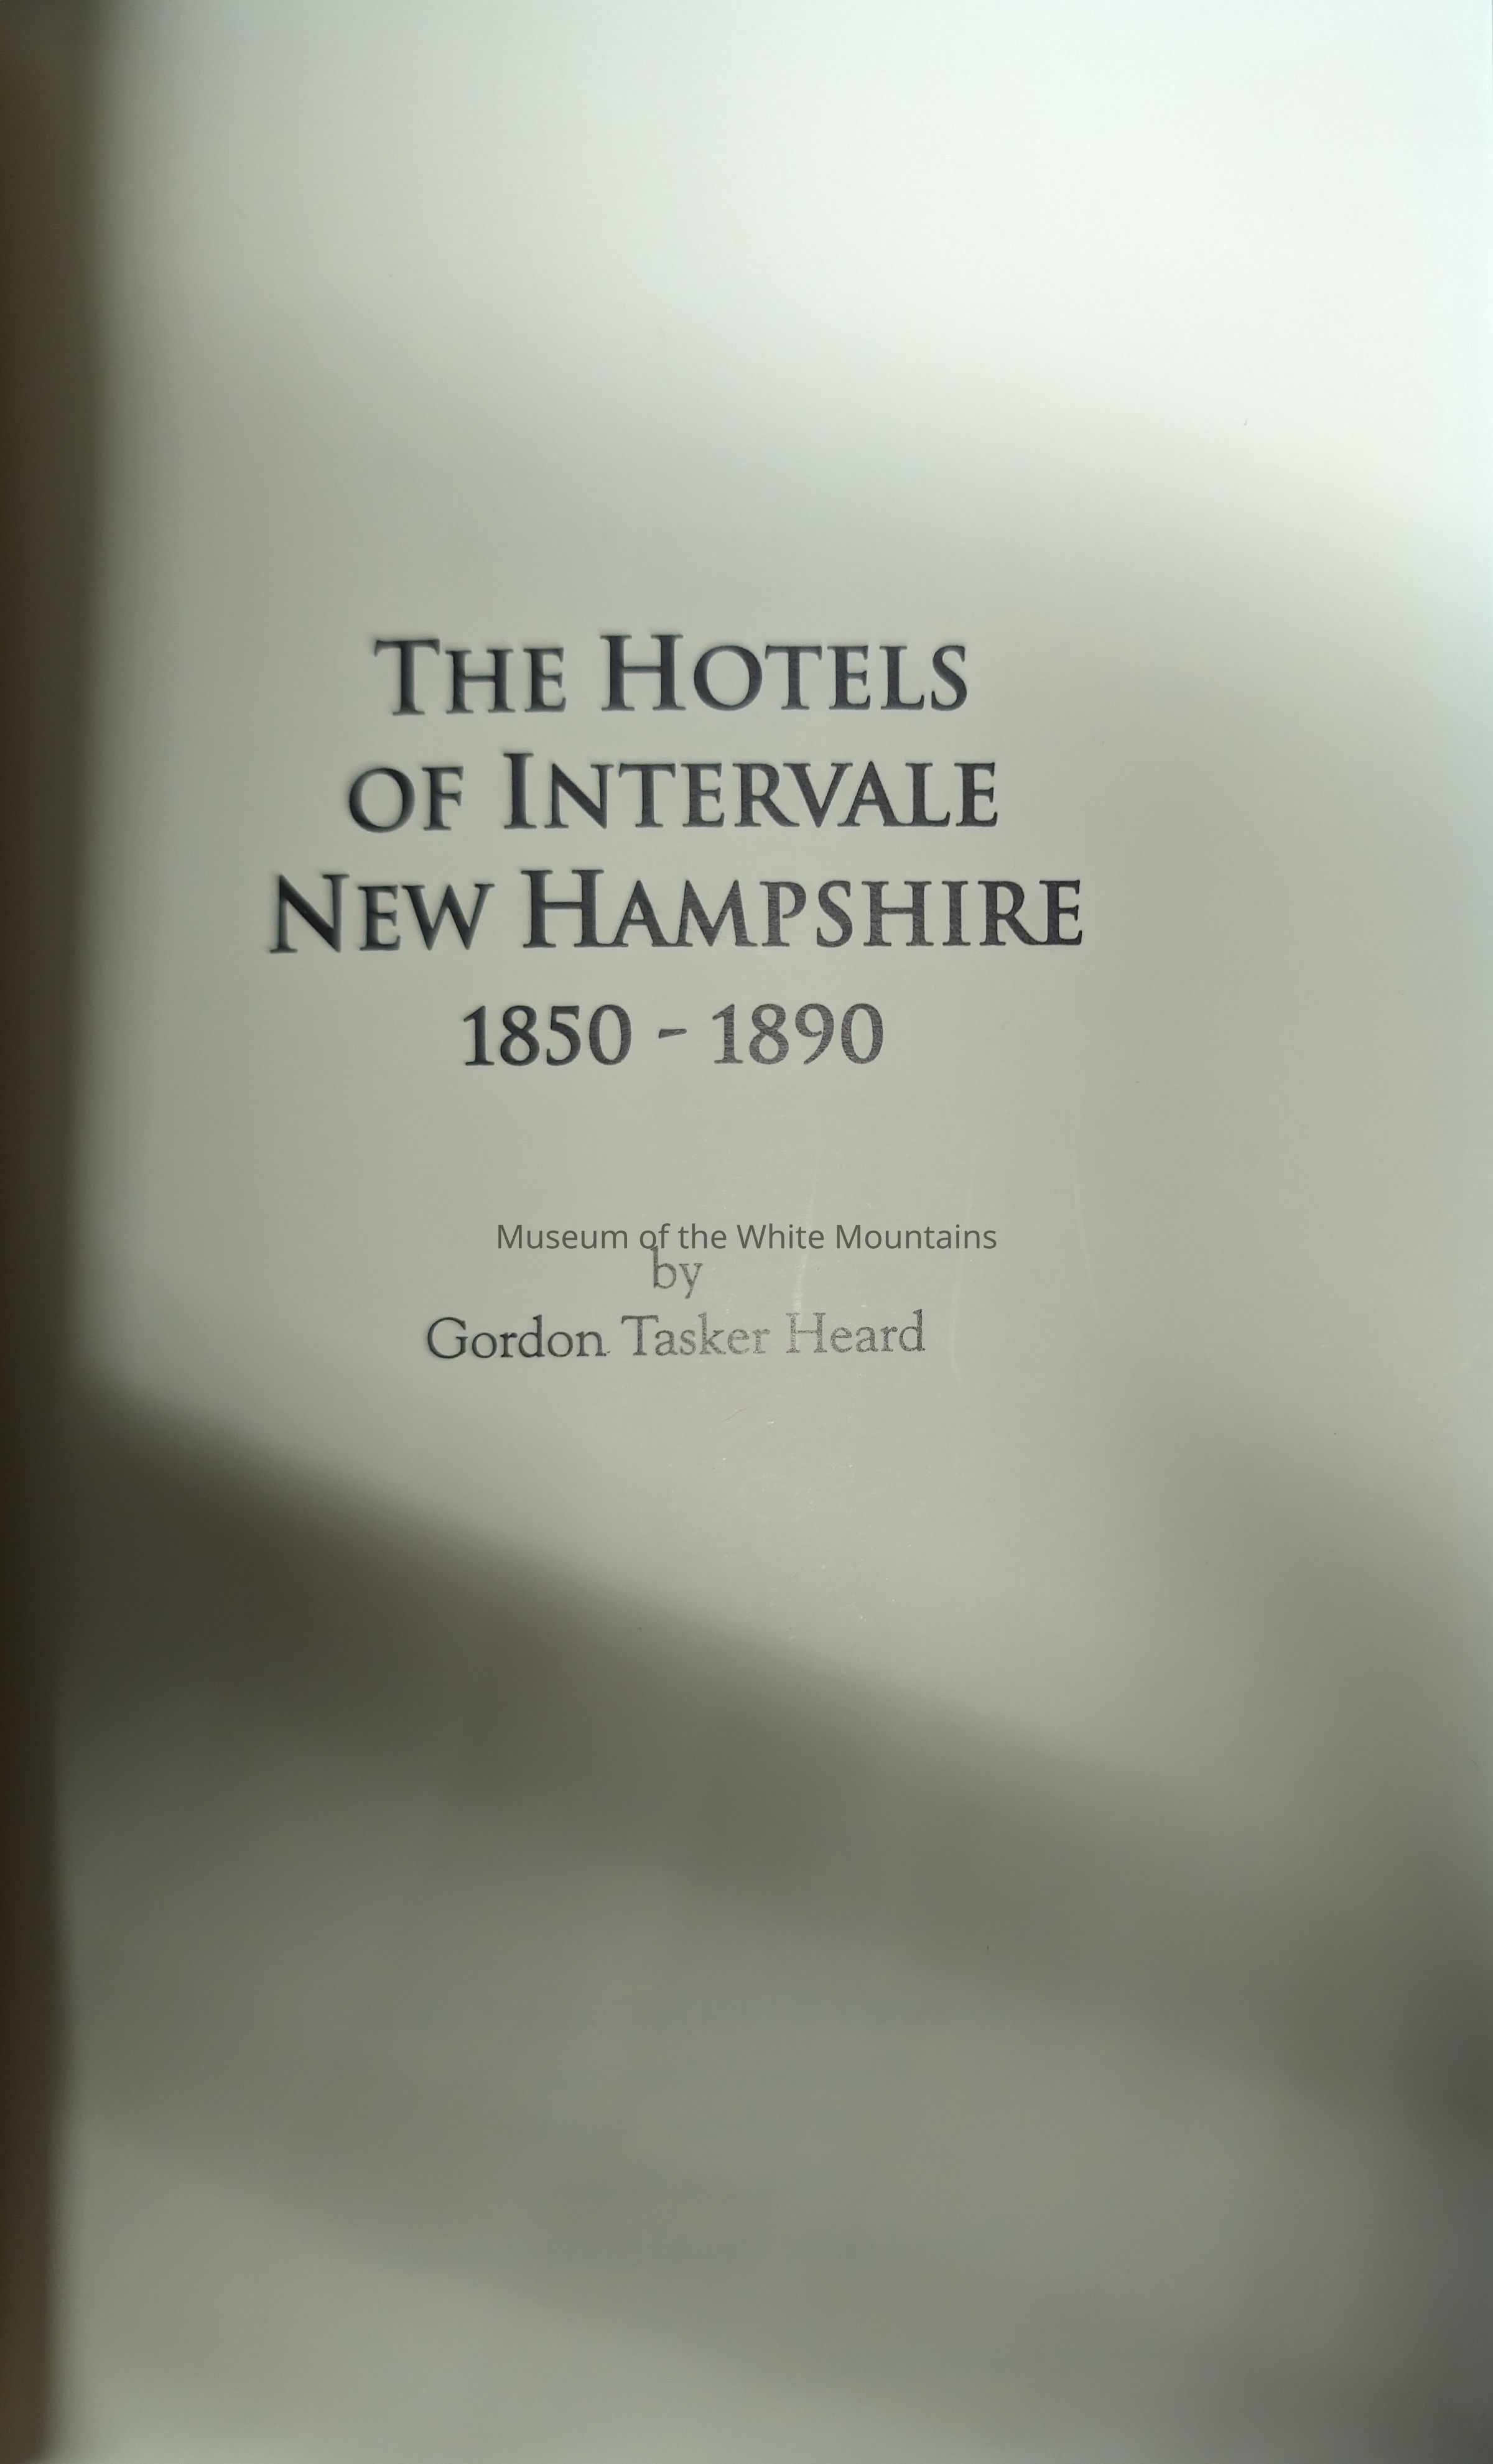 THE HOTELS
OF INTERVALE
NEW HAMPSHIRE
1850 - 1890
Museum of the White Mountains
by
Gordon Tasker Heard